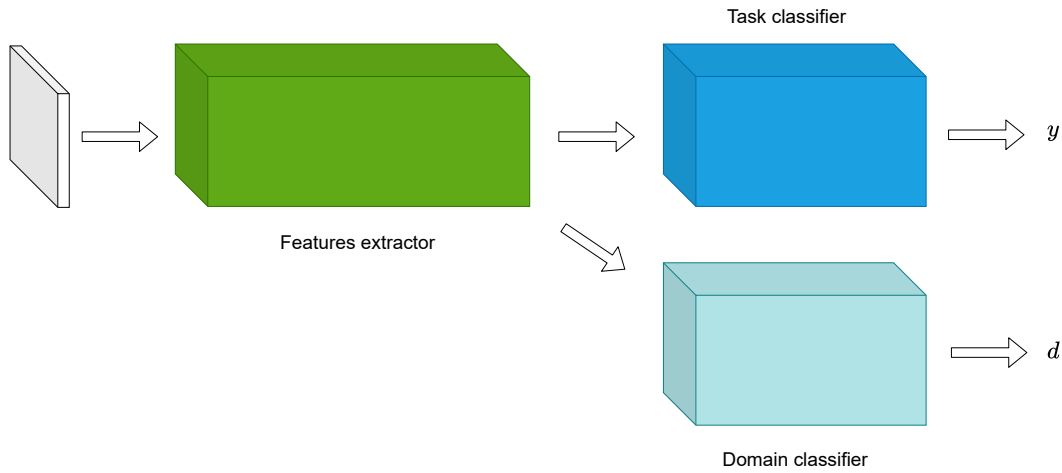 Task classifier
y
Features extractor
d
Domain classifier